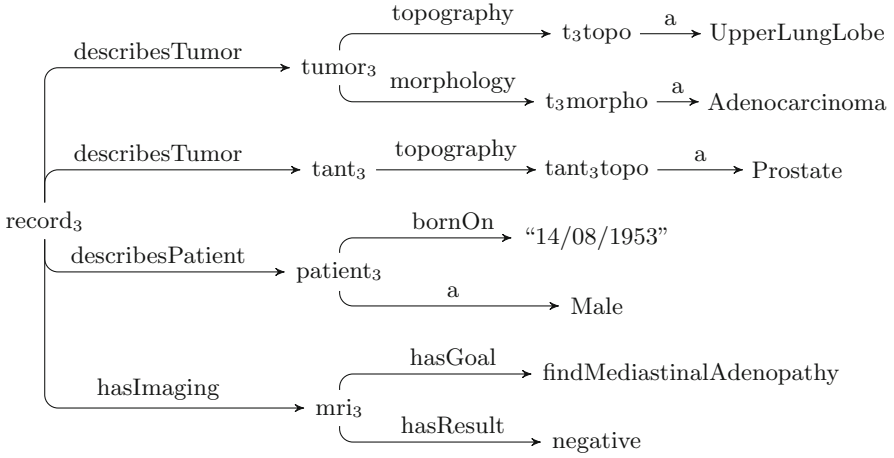 topography
t₃topo
a
UpperLungLobe
describesTumor
tumor₃
morphology
t₃morpho
a
Adenocarcinoma
describesTumor
tant₃
topography
tant₃topo
a
Prostate
record₃
describesPatient
patient₃
bornOn
“14/08/1953”
a
Male
hasImaging
mri₃
hasGoal
findMediastinalAdenopathy
hasResult
negative